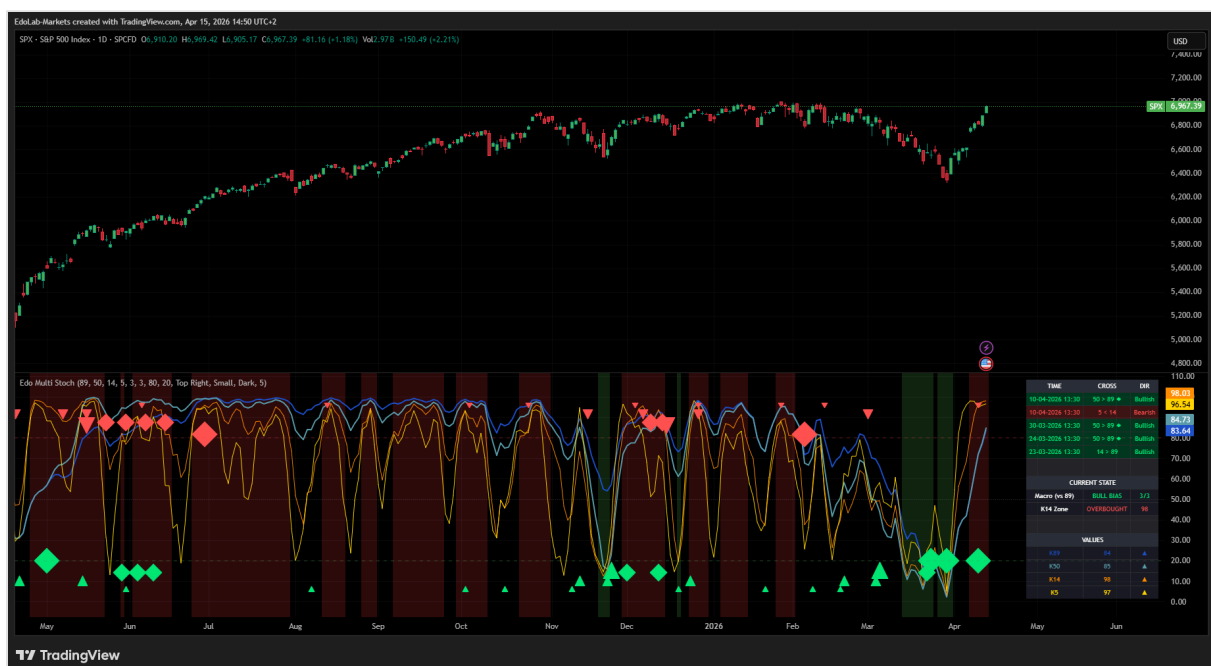 EdoLab-Markets created with TradingView.com, Apr 15, 2026 14:50 UTC+2
SPX · S&P 500 Index · 1D · SPCFD O6,910.20 H6,969.42 L6,905.17 C6,967.39 +81.16 (+1.18%) Vol2.97B +150.49 (+2.21%)
USD
7,400.00
7,200.00
7,000.00
SPX 6,967.39
6,800.00
6,600.00
6,400.00
6,200.00
6,000.00
5,800.00
5,600.00
5,400.00
5,200.00
5,000.00
4,800.00
Edo Multi Stoch (89, 50, 14, 5, 3, 3, 80, 20, Top Right, Small, Dark, 5)
110.00
98.03
96.54
84.73
83.64
80.00
70.00
60.00
50.00
40.00
30.00
20.00
10.00
0.00
TIME CROSS DIR
10-04-2026 13:30 50 > 89 ◆ Bullish
10-04-2026 13:30 5 < 14 Bearish
30-03-2026 13:30 50 > 89 ◆ Bullish
24-03-2026 13:30 50 > 89 ◆ Bullish
23-03-2026 13:30 14 > 89 Bullish
CURRENT STATE
Macro (vs 89) BULL BIAS 3/3
K14 Zone OVERBOUGHT 98
VALUES
K89 84 ▲
K50 85 ▲
K14 98 ▲
K5 97 ▲
May Jun Jul Aug Sep Oct Nov Dec 2026 Feb Mar Apr May Jun
TradingView